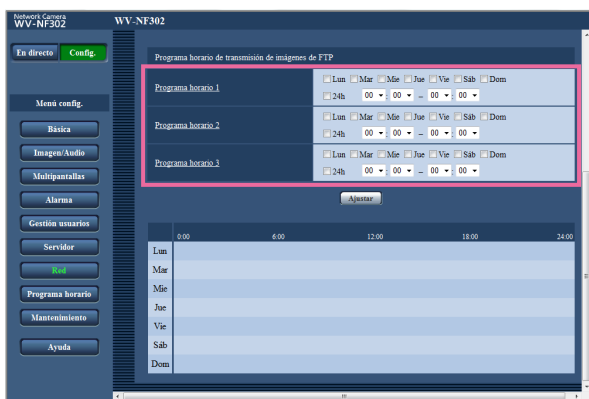 Network Camera
WV-NF302
WV-NF302
En directo
Config.
Menú config.
Básica
Imagen/Audio
Multipantallas
Alarma
Gestión usuarios
Servidor
Red
Programa horario
Mantenimiento
Ayuda
Programa horario de transmisión de imágenes de FTP
Programa horario 1
Lun Mar Mie Jue Vie Sáb Dom
24h 00 : 00 – 00 : 00
Programa horario 2
Lun Mar Mie Jue Vie Sáb Dom
24h 00 : 00 – 00 : 00
Programa horario 3
Lun Mar Mie Jue Vie Sáb Dom
24h 00 : 00 – 00 : 00
Ajustar
0:00 6:00 12:00 18:00 24:00
Lun
Mar
Mie
Jue
Vie
Sáb
Dom